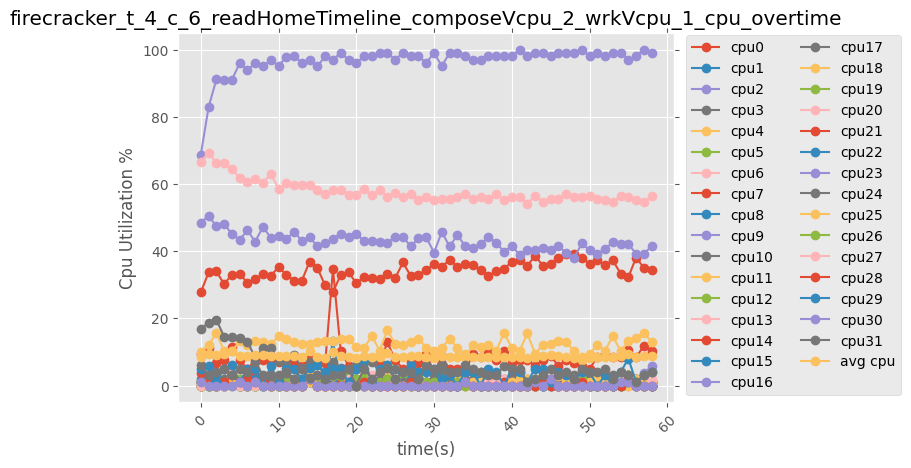 firecracker_t_4_c_6_readHomeTimeline_composeVcpu_2_wrkVcpu_1_cpu_overtime
100
80
60
40
20
0
Cpu Utilization %
0 10 20 30 40 50 60
time(s)
cpu0
cpu1
cpu2
cpu3
cpu4
cpu5
cpu6
cpu7
cpu8
cpu9
cpu10
cpu11
cpu12
cpu13
cpu14
cpu15
cpu16
cpu17
cpu18
cpu19
cpu20
cpu21
cpu22
cpu23
cpu24
cpu25
cpu26
cpu27
cpu28
cpu29
cpu30
cpu31
avg cpu